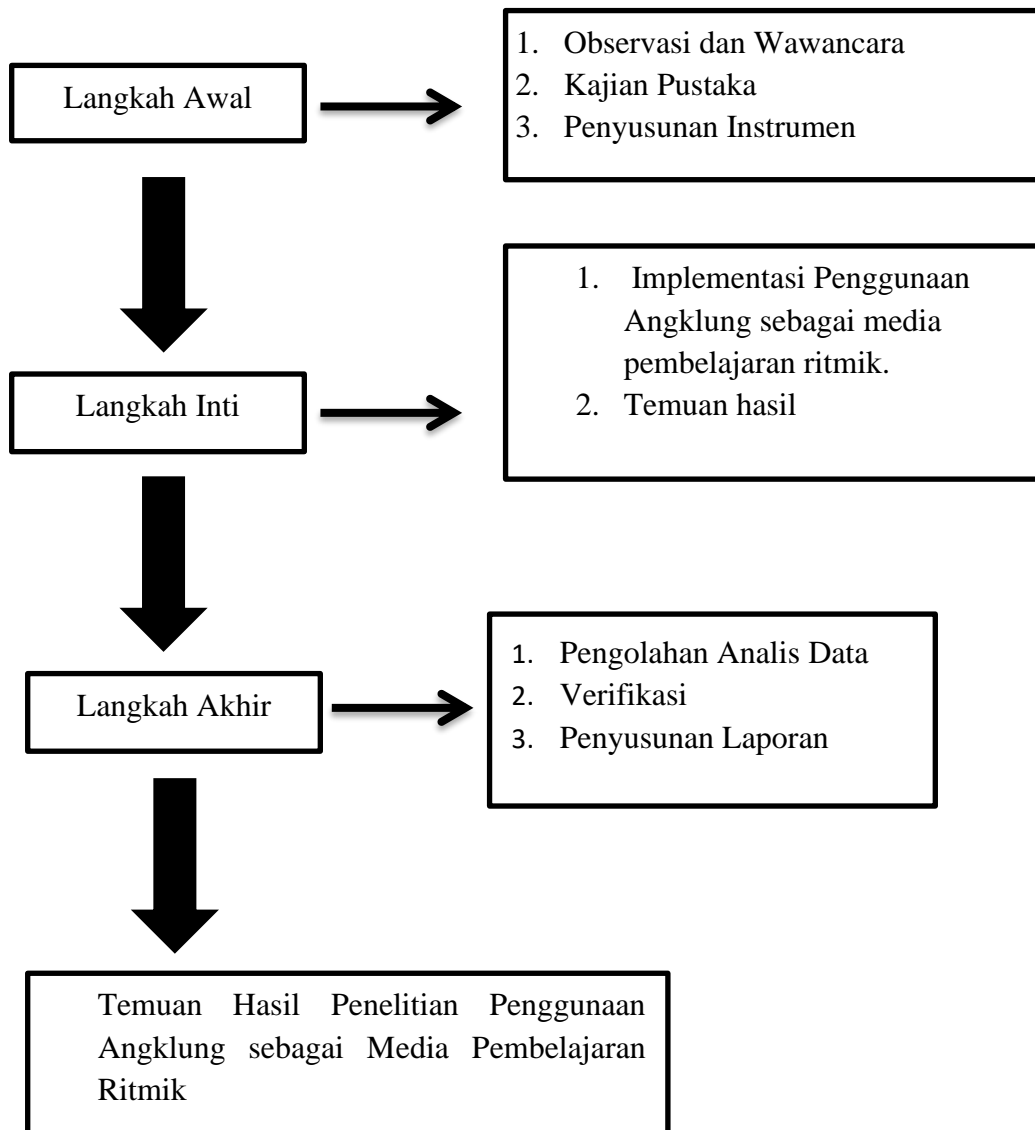 Langkah Awal
1. Observasi dan Wawancara
2. Kajian Pustaka
3. Penyusunan Instrumen
Langkah Inti
1. Implementasi Penggunaan
Angklung sebagai media
pembelajaran ritmik.
2. Temuan hasil
Langkah Akhir
1. Pengolahan Analis Data
2. Verifikasi
3. Penyusunan Laporan
Temuan Hasil Penelitian Penggunaan
Angklung sebagai Media Pembelajaran
Ritmik